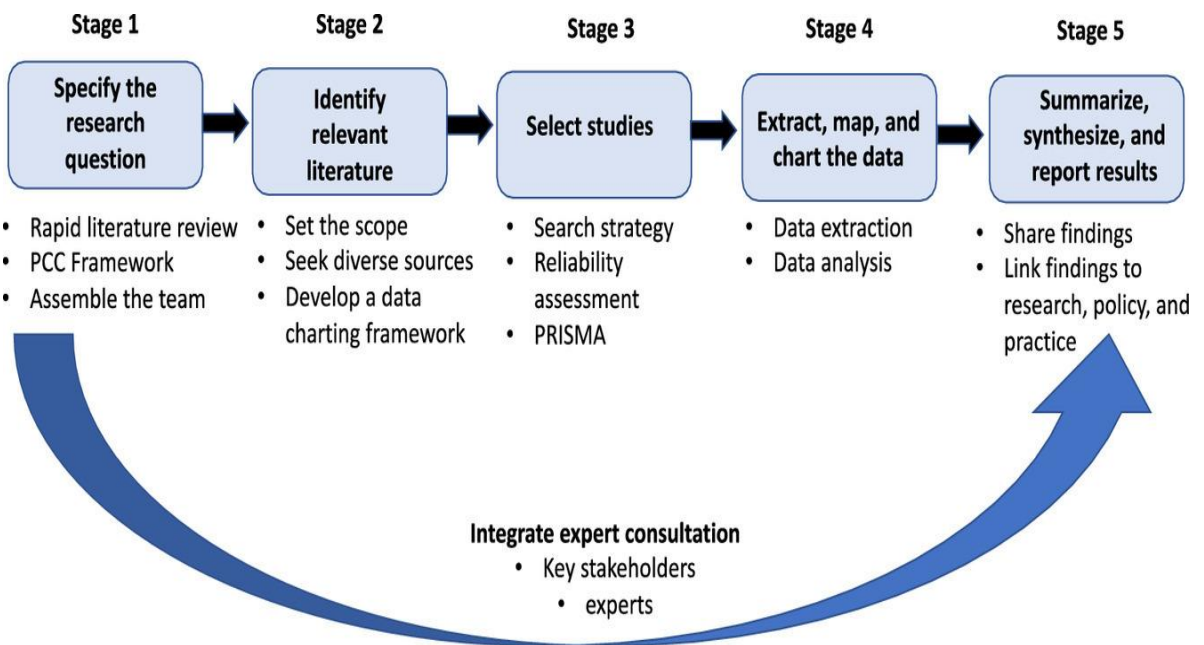 Stage 1
Stage 2
Stage 3
Stage 4
Stage 5
Specify the
research
question
Identify
relevant
literature
Select studies
Extract, map, and
chart the data
Summarize,
synthesize, and
report results
• Rapid literature review
• PCC Framework
• Assemble the team
• Set the scope
• Seek diverse sources
• Develop a data
charting framework
• Search strategy
• Reliability
assessment
• PRISMA
• Data extraction
• Data analysis
• Share findings
• Link findings to
research, policy, and
practice
Integrate expert consultation
• Key stakeholders
• experts